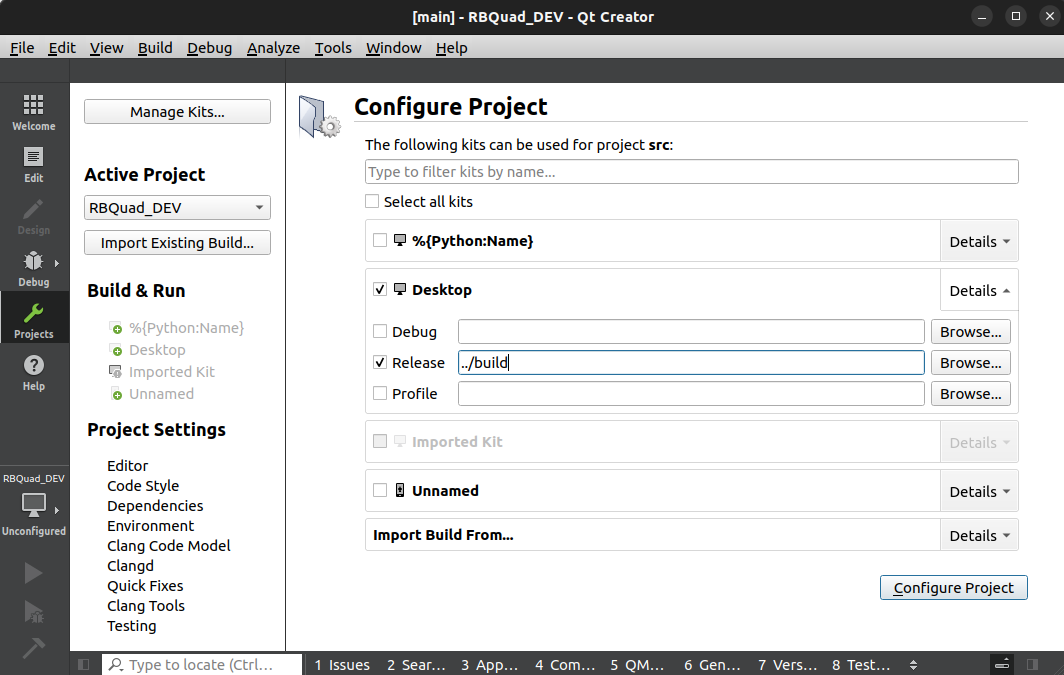 [main] - RBQuad_DEV - Qt Creator
File Edit View Build Debug Analyze Tools Window Help
Welcome
Edit
Design
Debug
Projects
Help
RBQuad_DEV
Unconfigured
Manage Kits...
Active Project
RBQuad_DEV
Import Existing Build...
Build & Run
%{Python:Name}
Desktop
Imported Kit
Unnamed
Project Settings
Editor
Code Style
Dependencies
Environment
Clang Code Model
Clangd
Quick Fixes
Clang Tools
Testing
Configure Project
The following kits can be used for project src:
Type to filter kits by name...
Select all kits
%{Python:Name} Details
Desktop Details
Debug Browse...
Release ../build Browse...
Profile Browse...
Imported Kit Details
Unnamed Details
Import Build From... Details
Configure Project
Type to locate (Ctrl... 1 Issues 2 Sear... 3 App... 4 Com... 5 QM... 6 Gen... 7 Vers... 8 Test...